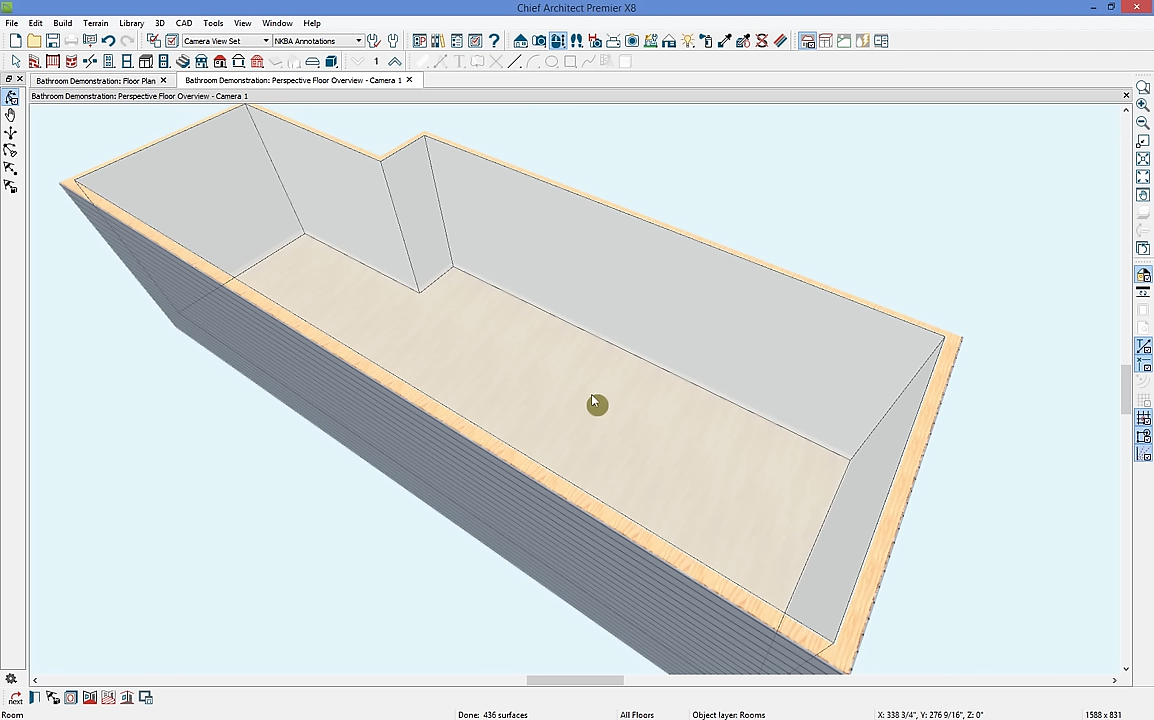 Chief Architect Premier X8
File Edit Build Terrain Library 3D CAD Tools View Window Help
Camera View Set NKBA Annotations
1
Bathroom Demonstration: Floor Plan Bathroom Demonstration: Perspective Floor Overview - Camera 1
Bathroom Demonstration: Perspective Floor Overview - Camera 1
next
Room Done: 436 surfaces All Floors Object layer: Rooms X: 338 3/4", Y: 276 9/16", Z: 0" 1588 x 831